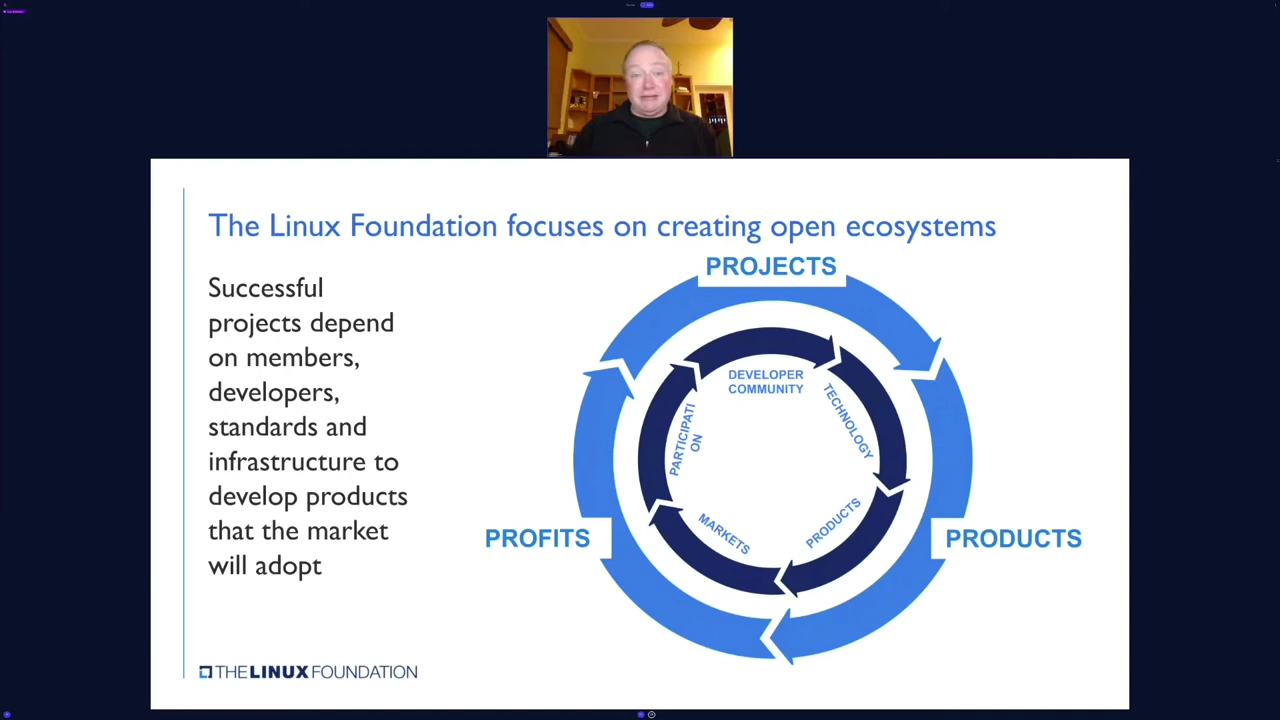 The Linux Foundation focuses on creating open ecosystems
Successful
projects depend
on members,
developers,
standards and
infrastructure to
develop products
that the market
will adopt
PROJECTS
PRODUCTS
PROFITS
DEVELOPER
COMMUNITY
TECHNOLOGY
PRODUCTS
MARKETS
PARTICIPATI
ON
THE LINUX FOUNDATION